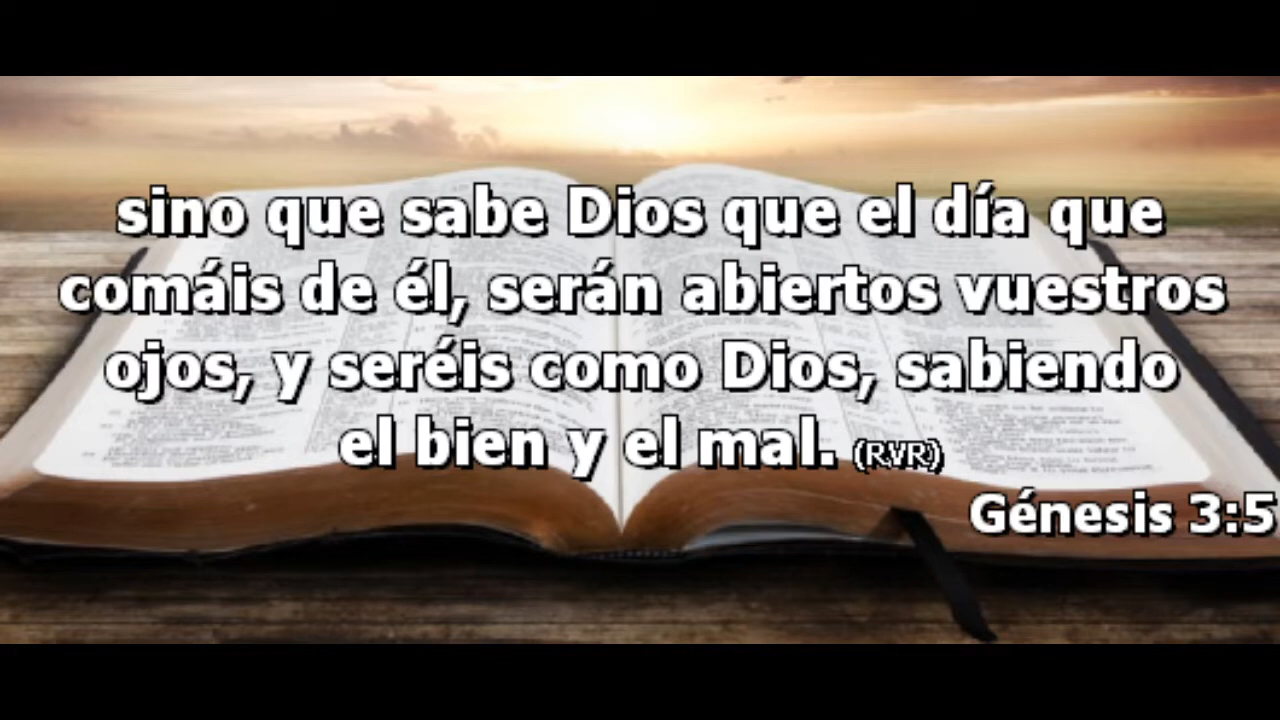 sino que sabe Dios que el día que
comáis de él, serán abiertos vuestros
ojos, y seréis como Dios, sabiendo
el bien y el mal. (RVR)
Génesis 3:5